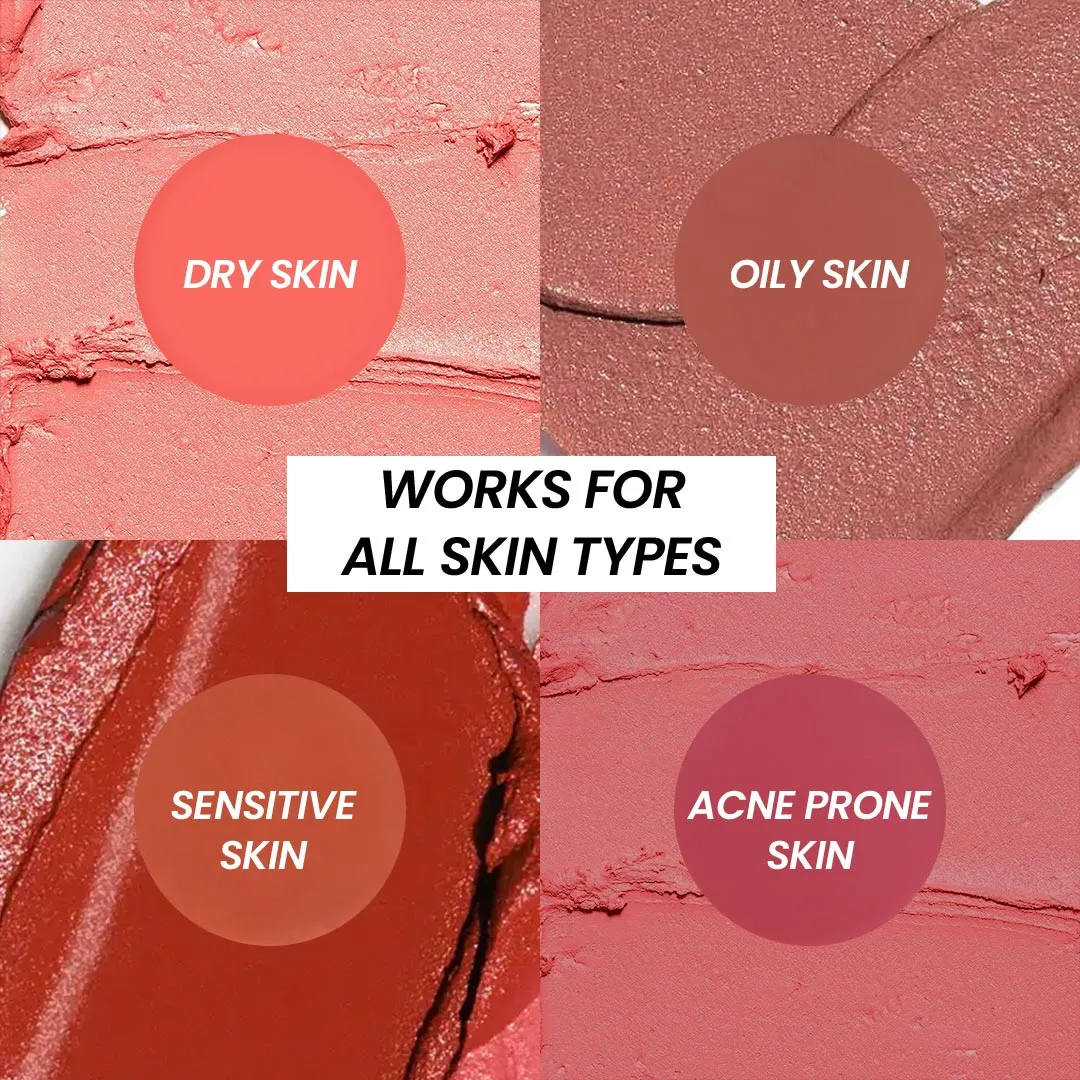 DRY SKIN
OILY SKIN
WORKS FOR
ALL SKIN TYPES
SENSITIVE
SKIN
ACNE PRONE
SKIN